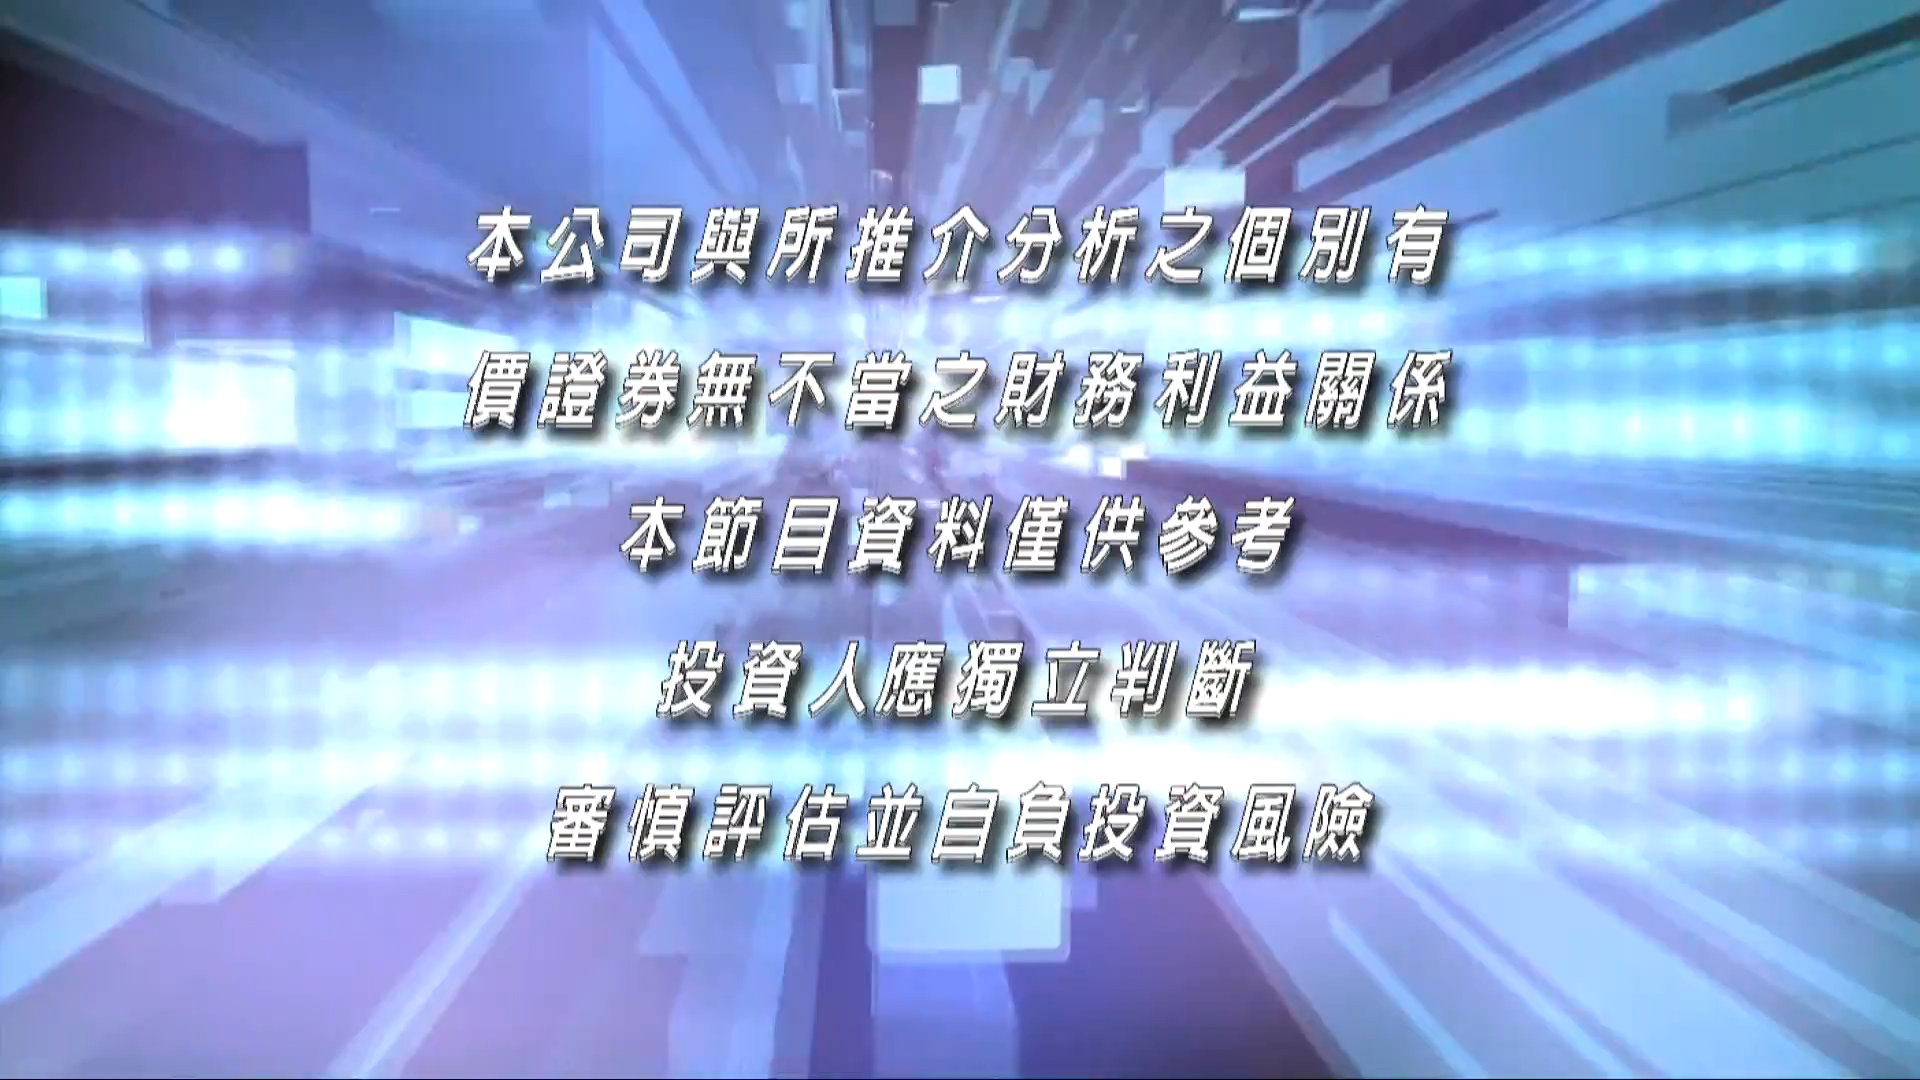 本公司與所推介分析之個別有
價證券無不當之財務利益關係
本節目資料僅供參考
投資人應獨立判斷
審慎評估並自負投資風險